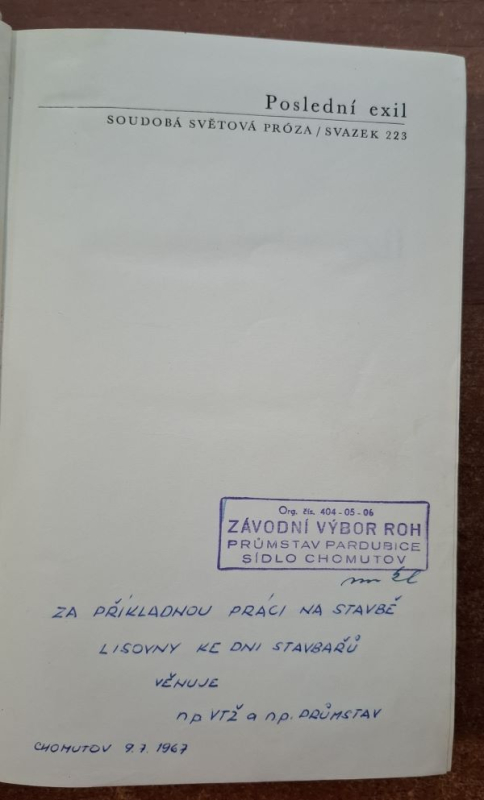 Poslední exil
SOUDOBÁ SVĚTOVÁ PRÓZA / SVAZEK 223
Org. čís. 404-05-06
ZÁVODNÍ VÝBOR ROH
PRŮMSTAV PARDUBICE
SÍDLO CHOMUTOV
ZA PŘÍKLADNOU PRÁCI NA STAVBĚ
LISOVNY KE DNI STAVBAŘŮ
VĚNUJE
n.p. VTŽ a n.p. PRŮMSTAV
CHOMUTOV 9.7.1967